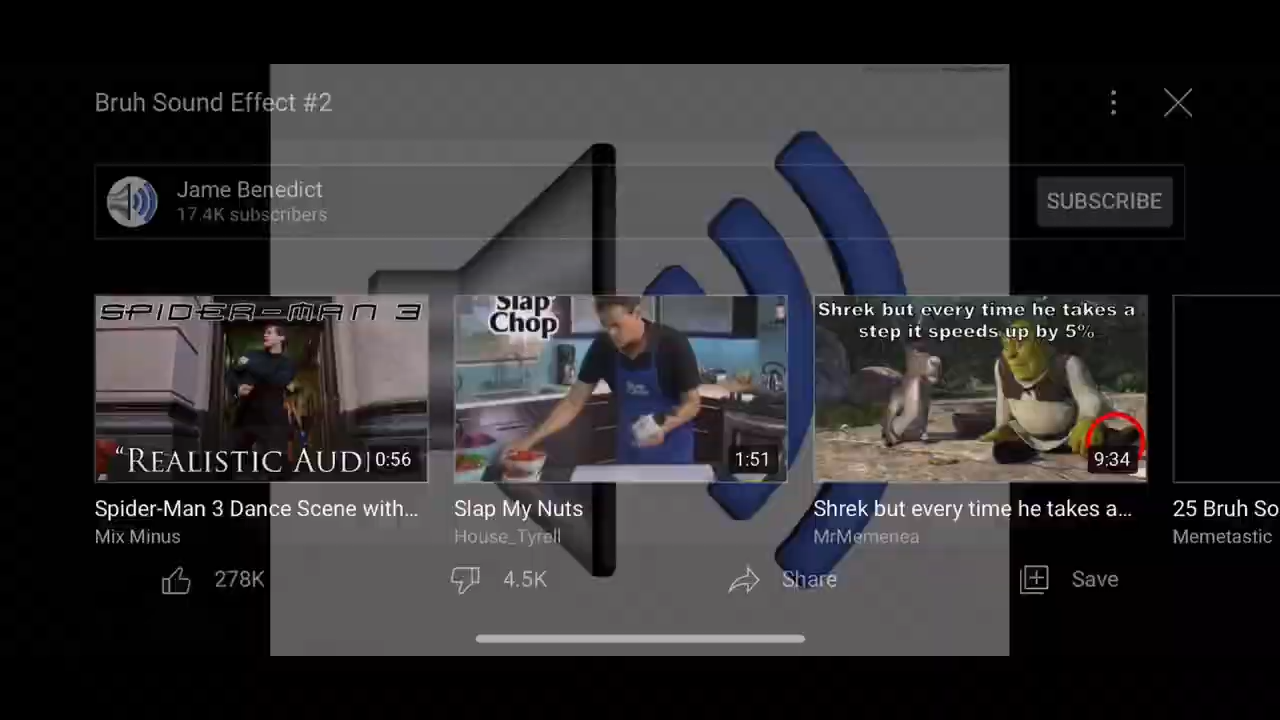 Bruh Sound Effect #2
Jame Benedict
17.4K subscribers
SUBSCRIBE
SPIDER-MAN 3
"REALISTIC AUDI
0:56
Slap
Chop
1:51
Shrek but every time he takes a
step it speeds up by 5%
9:34
Spider-Man 3 Dance Scene with...
Mix Minus
Slap My Nuts
House_Tyrell
Shrek but every time he takes a...
MrMemenea
25 Bruh So
Memetastic
278K
4.5K
Share
Save